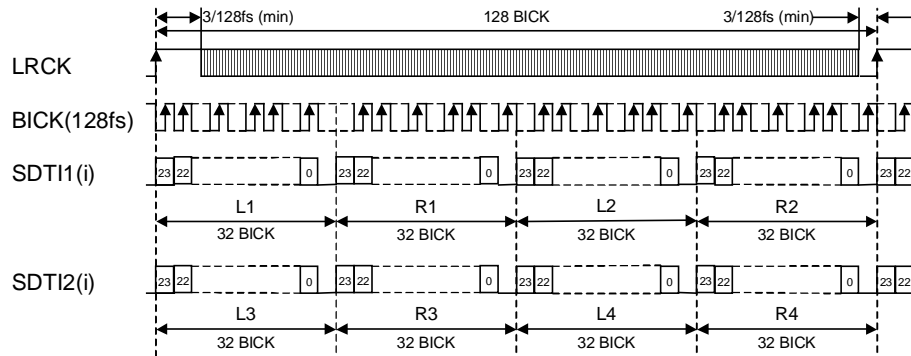 3/128fs (min) 128 BICK 3/128fs (min)
LRCK
BICK(128fs)
SDTI1(i) 23 22 0 23 22 0 23 22 0 23 22 0 23 22
L1 R1 L2 R2
32 BICK 32 BICK 32 BICK 32 BICK
SDTI2(i) 23 22 0 23 22 0 23 22 0 23 22 0 23 22
L3 R3 L4 R4
32 BICK 32 BICK 32 BICK 32 BICK